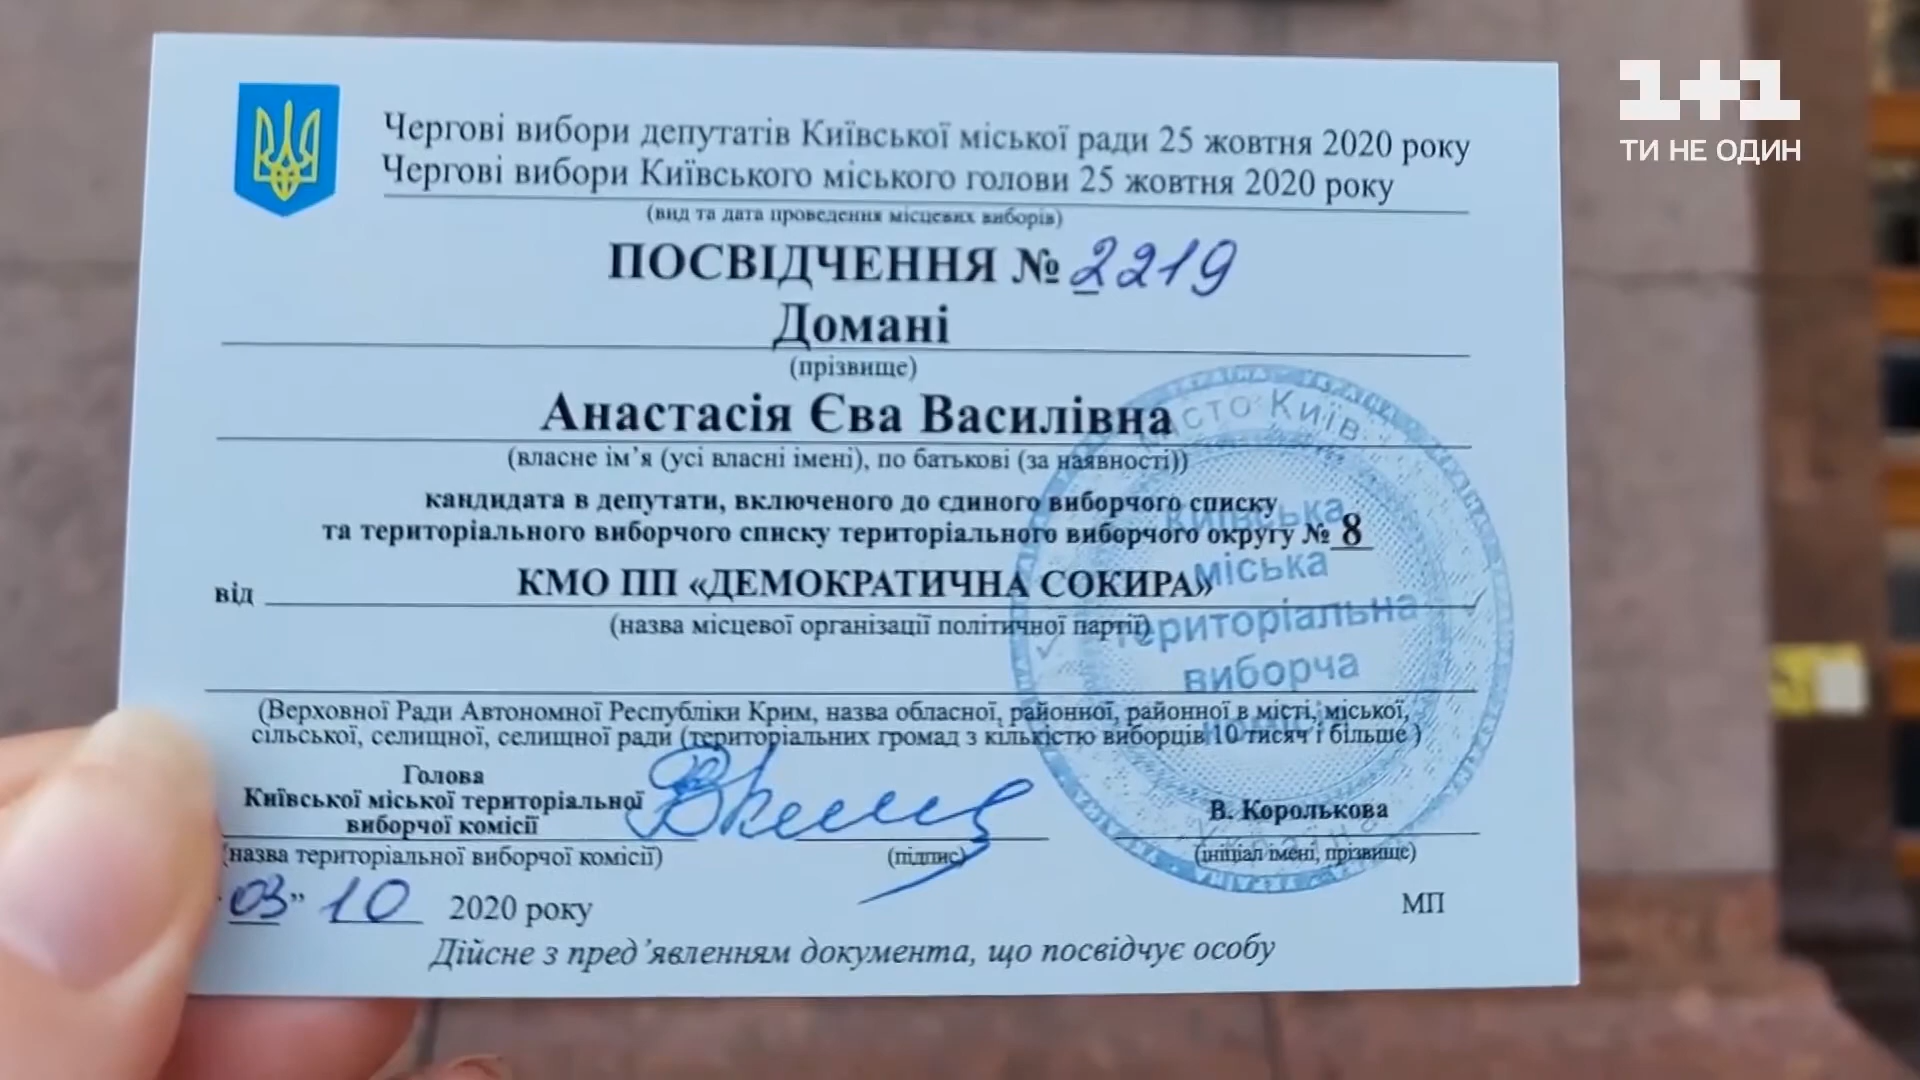 1+1
ТИ НЕ ОДИН
Чергові вибори депутатів Київської міської ради 25 жовтня 2020 року
Чергові вибори Київського міського голови 25 жовтня 2020 року
(вид та дата проведення місцевих виборів)
ПОСВІДЧЕННЯ № 2219
Домані
(прізвище)
Анастасія Єва Василівна
(власне ім’я (усі власні імені), по батькові (за наявності))
кандидата в депутати, включеного до єдиного виборчого списку
та територіального виборчого списку територіального виборчого округу № 8
від КМО ПП «ДЕМОКРАТИЧНА СОКИРА»
(назва місцевої організації політичної партії)
(Верховної Ради Автономної Республіки Крим, назва обласної, районної, районної в місті, міської,
сільської, селищної, селищної ради (територіальних громад з кількістю виборців 10 тисяч і більше )
Голова
Київської міської територіальної
виборчої комісії
В. Королькова
(назва територіальної виборчої комісії) (підпис) (ініціал імені, прізвище)
03” 10 2020 року
МП
Дійсне з пред’явленням документа, що посвідчує особу
місто Київ
Київська
міська
територіальна
виборча
Україна